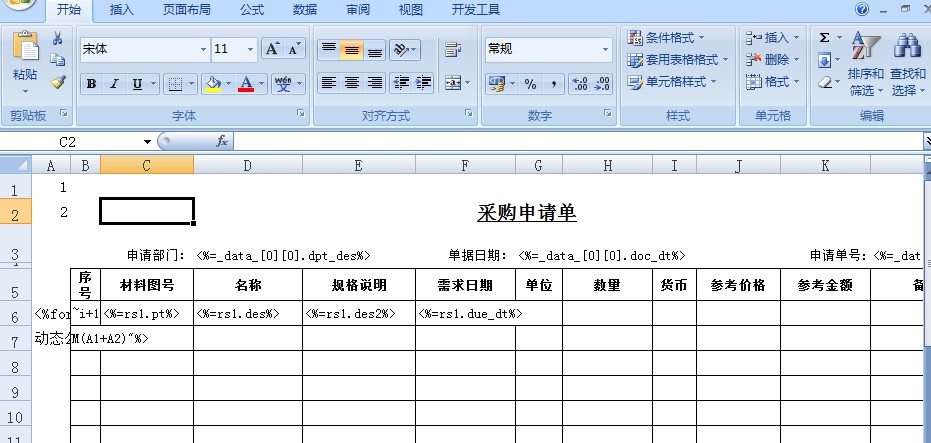 开始 插入 页面布局 公式 数据 审阅 视图 开发工具
宋体 11 A A 常规 条件格式 插入 Σ
粘贴 套用表格格式 删除 排序和 查找和
B I U A wén 文 % , .00 .0 单元格样式 格式 筛选 选择
剪贴板 字体 对齐方式 数字 样式 单元格 编辑
C2 fx
A B C D E F G H I J K
1 1
2 2 采购申请单
3 申请部门: <%=_data_[0][0].dpt_des%> 单据日期: <%=_data_[0][0].doc_dt%> 申请单号: <%=_dat
5 序号 材料图号 名称 规格说明 需求日期 单位 数量 货币 参考价格 参考金额 备
6 <%for ~i+1 <%=rs1.pt%> <%=rs1.des%> <%=rs1.des2%> <%=rs1.due_dt%>
7 动态 M(A1+A2)~%>
8
9
10
11